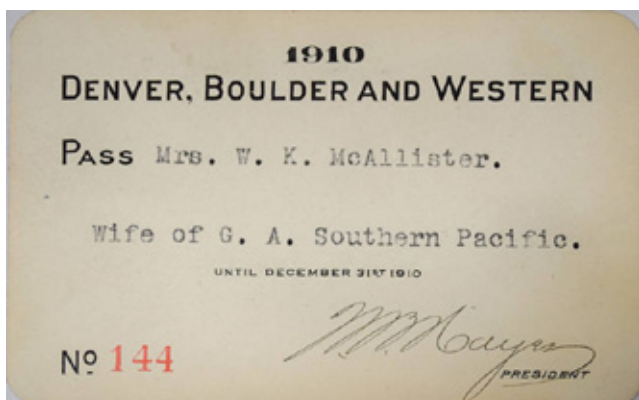 1910
DENVER, BOULDER AND WESTERN
PASS Mrs. W. K. McAllister.
Wife of G. A. Southern Pacific.
UNTIL DECEMBER 31ST 1910
W. B. Hayes
Nº 144
PRESIDENT